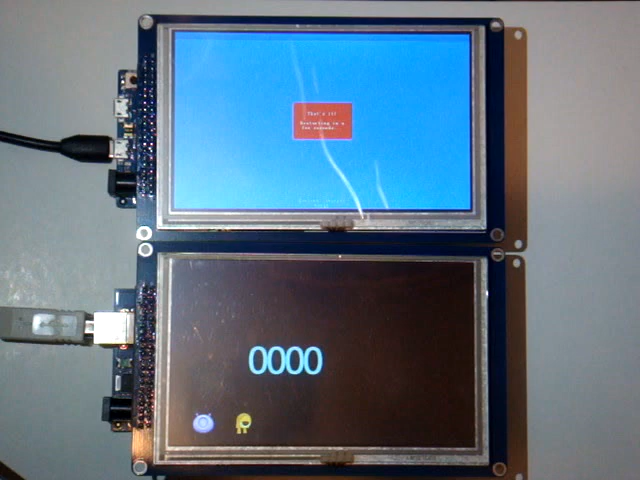 That's it!
Restarting in a
few seconds.
0000